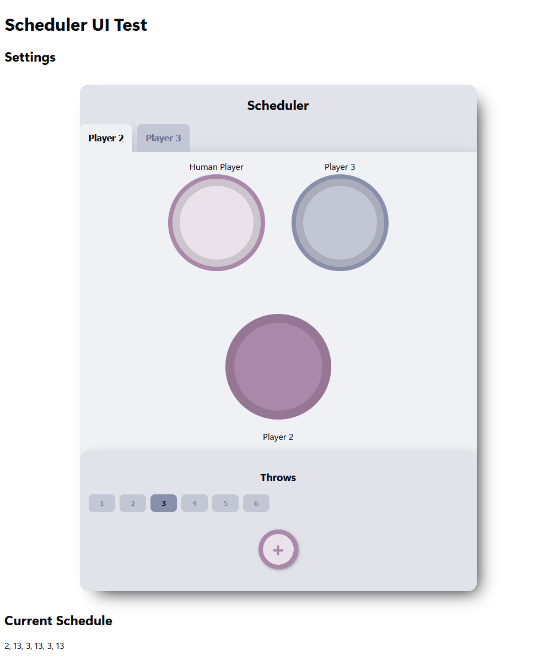 Scheduler UI Test
Settings
Scheduler
Player 2 Player 3
Human Player Player 3
Player 2
Throws
1 2 3 4 5 6
+
Current Schedule
2, 13, 3, 13, 3, 13